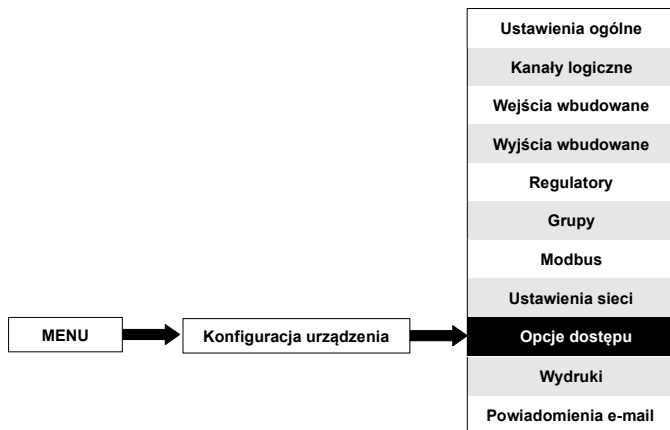 Ustawienia ogólne
Kanały logiczne
Wejścia wbudowane
Wyjścia wbudowane
Regulatory
Grupy
Modbus
Ustawienia sieci
MENU
Konfiguracja urządzenia
Opcje dostępu
Wydruki
Powiadomienia e-mail